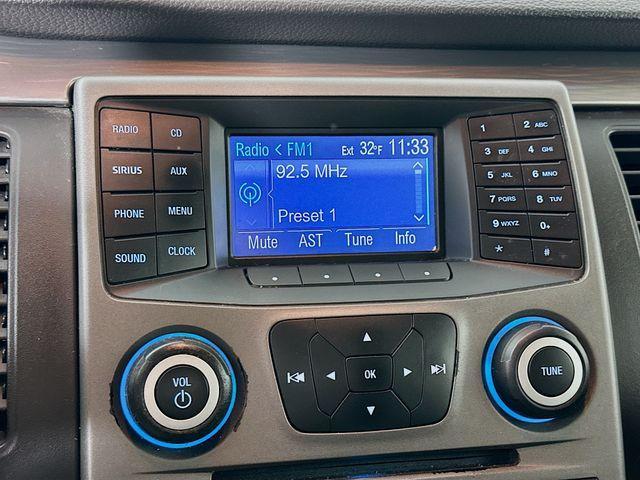 RADIO CD
SIRIUS AUX
PHONE MENU
SOUND CLOCK
Radio < FM1 Ext 32°F 11:33
92.5 MHz
Preset 1
Mute AST Tune Info
1 2 ABC
3 DEF 4 GHI
5 JKL 6 MNO
7 PQRS 8 TUV
9 WXYZ 0+
* #
VOL
OK
TUNE